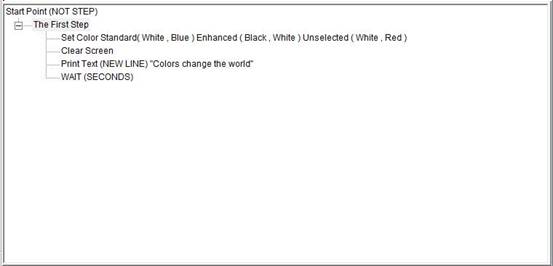 Start Point (NOT STEP)
The First Step
Set Color Standard( White , Blue ) Enhanced ( Black , White ) Unselected ( White , Red )
Clear Screen
Print Text (NEW LINE) "Colors change the world"
WAIT (SECONDS)